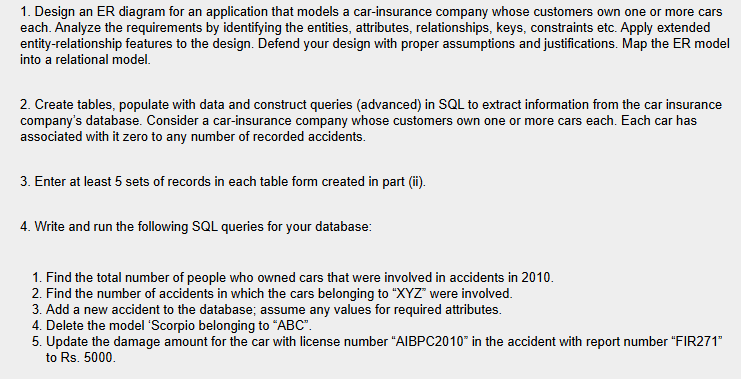 1. Design an ER diagram for an application that models a car-insurance company whose customers own one or more cars
each. Analyze the requirements by identifying the entities, attributes, relationships, keys, constraints etc. Apply extended
entity-relationship features to the design. Defend your design with proper assumptions and justifications. Map the ER model
into a relational model.
2. Create tables, populate with data and construct queries (advanced) in SQL to extract information from the car insurance
company's database. Consider a car-insurance company whose customers own one or more cars each. Each car has
associated with it zero to any number of recorded accidents.
3. Enter at least 5 sets of records in each table form created in part (ii).
4. Write and run the following SQL queries for your database:
1. Find the total number of people who owned cars that were involved in accidents in 2010.
2. Find the number of accidents in which the cars belonging to “XYZ” were involved.
3. Add a new accident to the database; assume any values for required attributes.
4. Delete the model ‘Scorpio belonging to “ABC”.
5. Update the damage amount for the car with license number “AIBPC2010” in the accident with report number “FIR271”
to Rs. 5000.